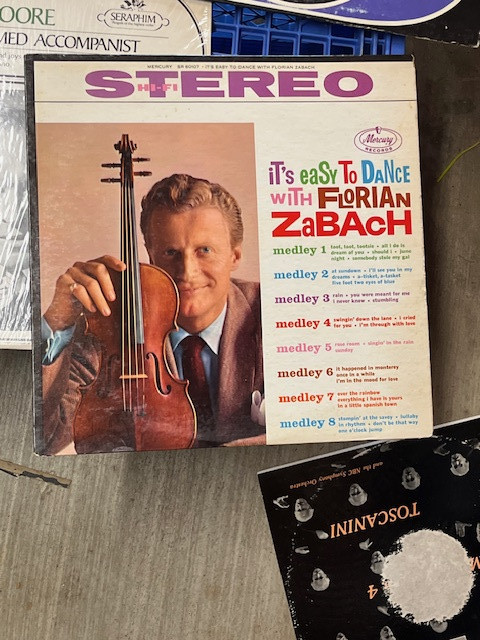 OORE
SERAPHIM
MED ACCOMPANIST
MERCURY SR 60107 • IT'S EASY TO DANCE WITH FLORIAN ZABACH
STEREO
HI-FI
Mercury
RECORDS
iT's eaSy To DaNCe
WiTH FLORiaN
ZaBacH
medley 1 toot, toot, tootsie • all i do is
dream of you • should i • june
night • somebody stole my gal
medley 2 at sundown • i'll see you in my
dreams • a-tisket, a-tasket
five foot two eyes of blue
medley 3 rain • you were meant for me
i never knew • stumbling
medley 4 swingin' down the lane • i cried
for you • i'm through with love
medley 5 rose room • singin' in the rain
sunday
medley 6 it happened in monterey
once in a while
i'm in the mood for love
medley 7 over the rainbow
everything i have is yours
in a little spanish town
medley 8 stompin' at the savoy • lullaby
in rhythm • don't be that way
one o'clock jump
and the NBC Symphony Orchestra
TOSCANINI
4